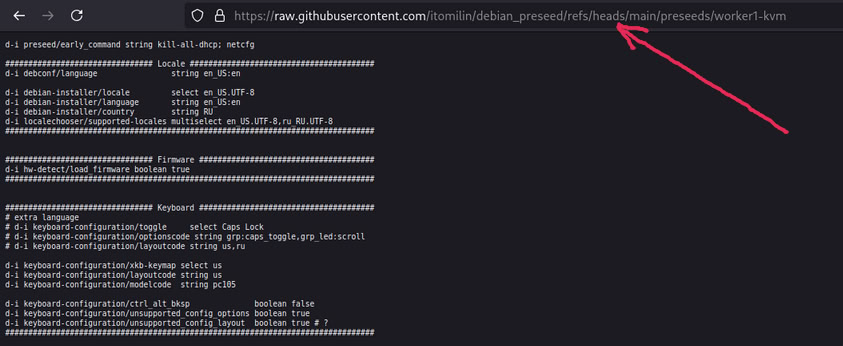 https://raw.githubusercontent.com/itomilin/debian_preseed/refs/heads/main/preseeds/worker1-kvm
d-i preseed/early_command string kill-all-dhcp; netcfg
############################### Locale #######################################
d-i debconf/language                string en_US:en
d-i debian-installer/locale         select en_US.UTF-8
d-i debian-installer/language       string en_US:en
d-i debian-installer/country        string RU
d-i localechooser/supported-locales multiselect en_US.UTF-8,ru_RU.UTF-8
##############################################################################
############################### Firmware #####################################
d-i hw-detect/load_firmware boolean true
##############################################################################
############################### Keyboard #####################################
# extra language
# d-i keyboard-configuration/toggle     select Caps Lock
# d-i keyboard-configuration/optionscode string grp:caps_toggle,grp_led:scroll
# d-i keyboard-configuration/layoutcode string us,ru
d-i keyboard-configuration/xkb-keymap select us
d-i keyboard-configuration/layoutcode string us
d-i keyboard-configuration/modelcode  string pc105
d-i keyboard-configuration/ctrl_alt_bksp              boolean false
d-i keyboard-configuration/unsupported_config_options boolean true
d-i keyboard-configuration/unsupported_config_layout  boolean true # ?
##############################################################################